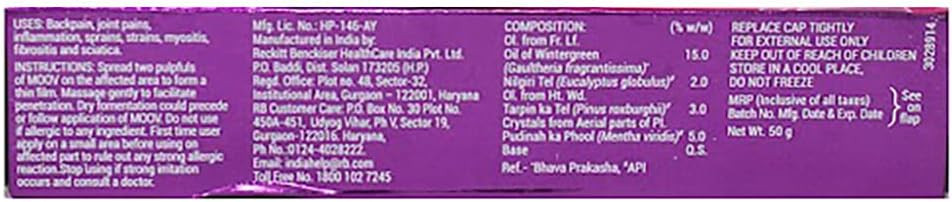 USES: Backpain, joint pains,
inflammation, sprains, strains, myositis,
fibrositis and sciatica.
INSTRUCTIONS: Spread two pulpfuls
of MOOV on the affected area to form a
thin film. Massage gently to facilitate
penetration. Dry fomentation could precede
or follow application of MOOV. Do not use
if allergic to any ingredient. First time user
apply on a small area before using on
affected part to rule out any strong allergic
reaction.Stop using if strong irritation
occurs and consult a doctor.
Mfg. Lic. No.: HP-146-AY
Manufactured in India by:
Reckitt Benckiser HealthCare India Pvt. Ltd.
P.O. Baddi, Dist. Solan 173205 (H.P.)
Regd. Office: Plot No. 48, Sector-32,
Institutional Area, Gurgaon - 122001, Haryana
RB Customer Care: P.O. Box No. 30 Plot No.
450A-451, Udyog Vihar, Ph V, Sector 19,
Gurgaon-122016. Haryana,
Ph No.:0124-4028222.
Email: indiahelp@rb.com
Toll Free No. 1800 102 7245
COMPOSITION: (% w/w)
Ol. from Fr. Lf.
Oil of Wintergreen 15.0
(Gaultheria fragrantissima)*
Nilgiri Tel (Eucalyptus globulus)# 2.0
Ol. from Ht. Wd.
Tarpin ka Tel (Pinus roxburghii)# 3.0
Crystals from Aerial parts of Pl.
Pudinah ka Phool (Mentha viridis)# 5.0
Base Q.S.
Ref.- *Bhava Prakasha, #API
REPLACE CAP TIGHTLY
FOR EXTERNAL USE ONLY
KEEP OUT OF REACH OF CHILDREN
STORE IN A COOL PLACE,
DO NOT FREEZE
MRP (Inclusive of all taxes)
Batch No. Mfg. Date & Exp. Date
See
on
flap
Net Wt. 50 g
3028914